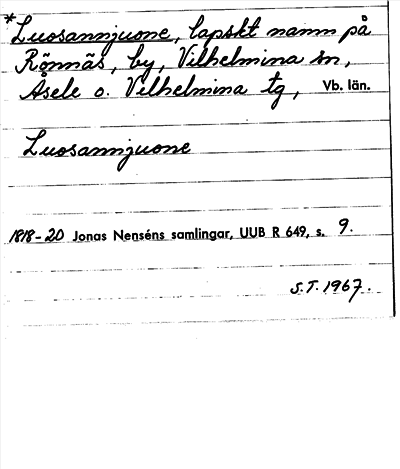 *Luosannjuone, lapskt namn på
Rönnäs, by, Vilhelmina sn,
Åsele o. Vilhelmina tg, Vb. län.
Luosannjuone
1818-20 Jonas Nenséns samlingar, UUB R 649, s. 9.
S.T. 1967.